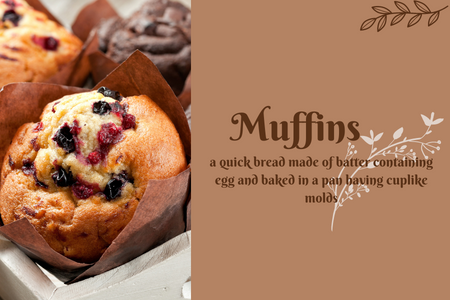 Muffins
a quick bread made of batter containing
egg and baked in a pan having cuplike
molds